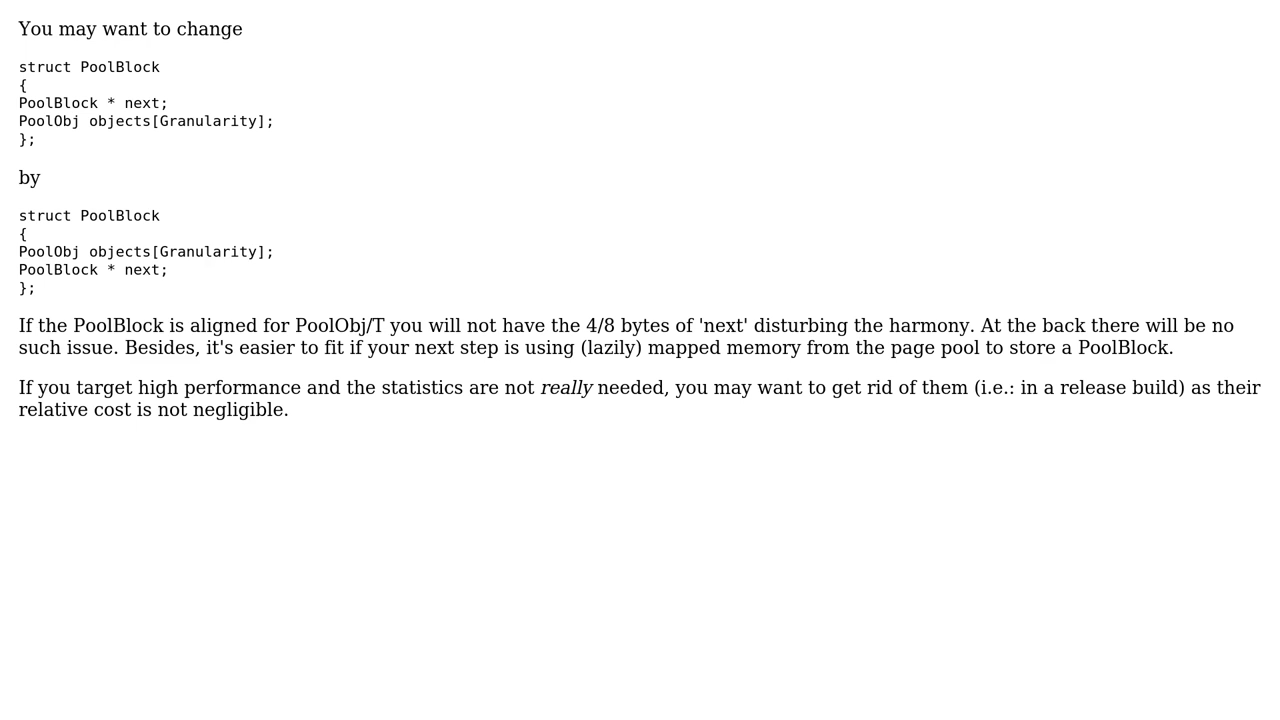 You may want to change
struct PoolBlock
{
PoolBlock * next;
PoolObj objects[Granularity];
};
by
struct PoolBlock
{
PoolObj objects[Granularity];
PoolBlock * next;
};
If the PoolBlock is aligned for PoolObj/T you will not have the 4/8 bytes of 'next' disturbing the harmony. At the back there will be no
such issue. Besides, it's easier to fit if your next step is using (lazily) mapped memory from the page pool to store a PoolBlock.
If you target high performance and the statistics are not really needed, you may want to get rid of them (i.e.: in a release build) as their
relative cost is not negligible.